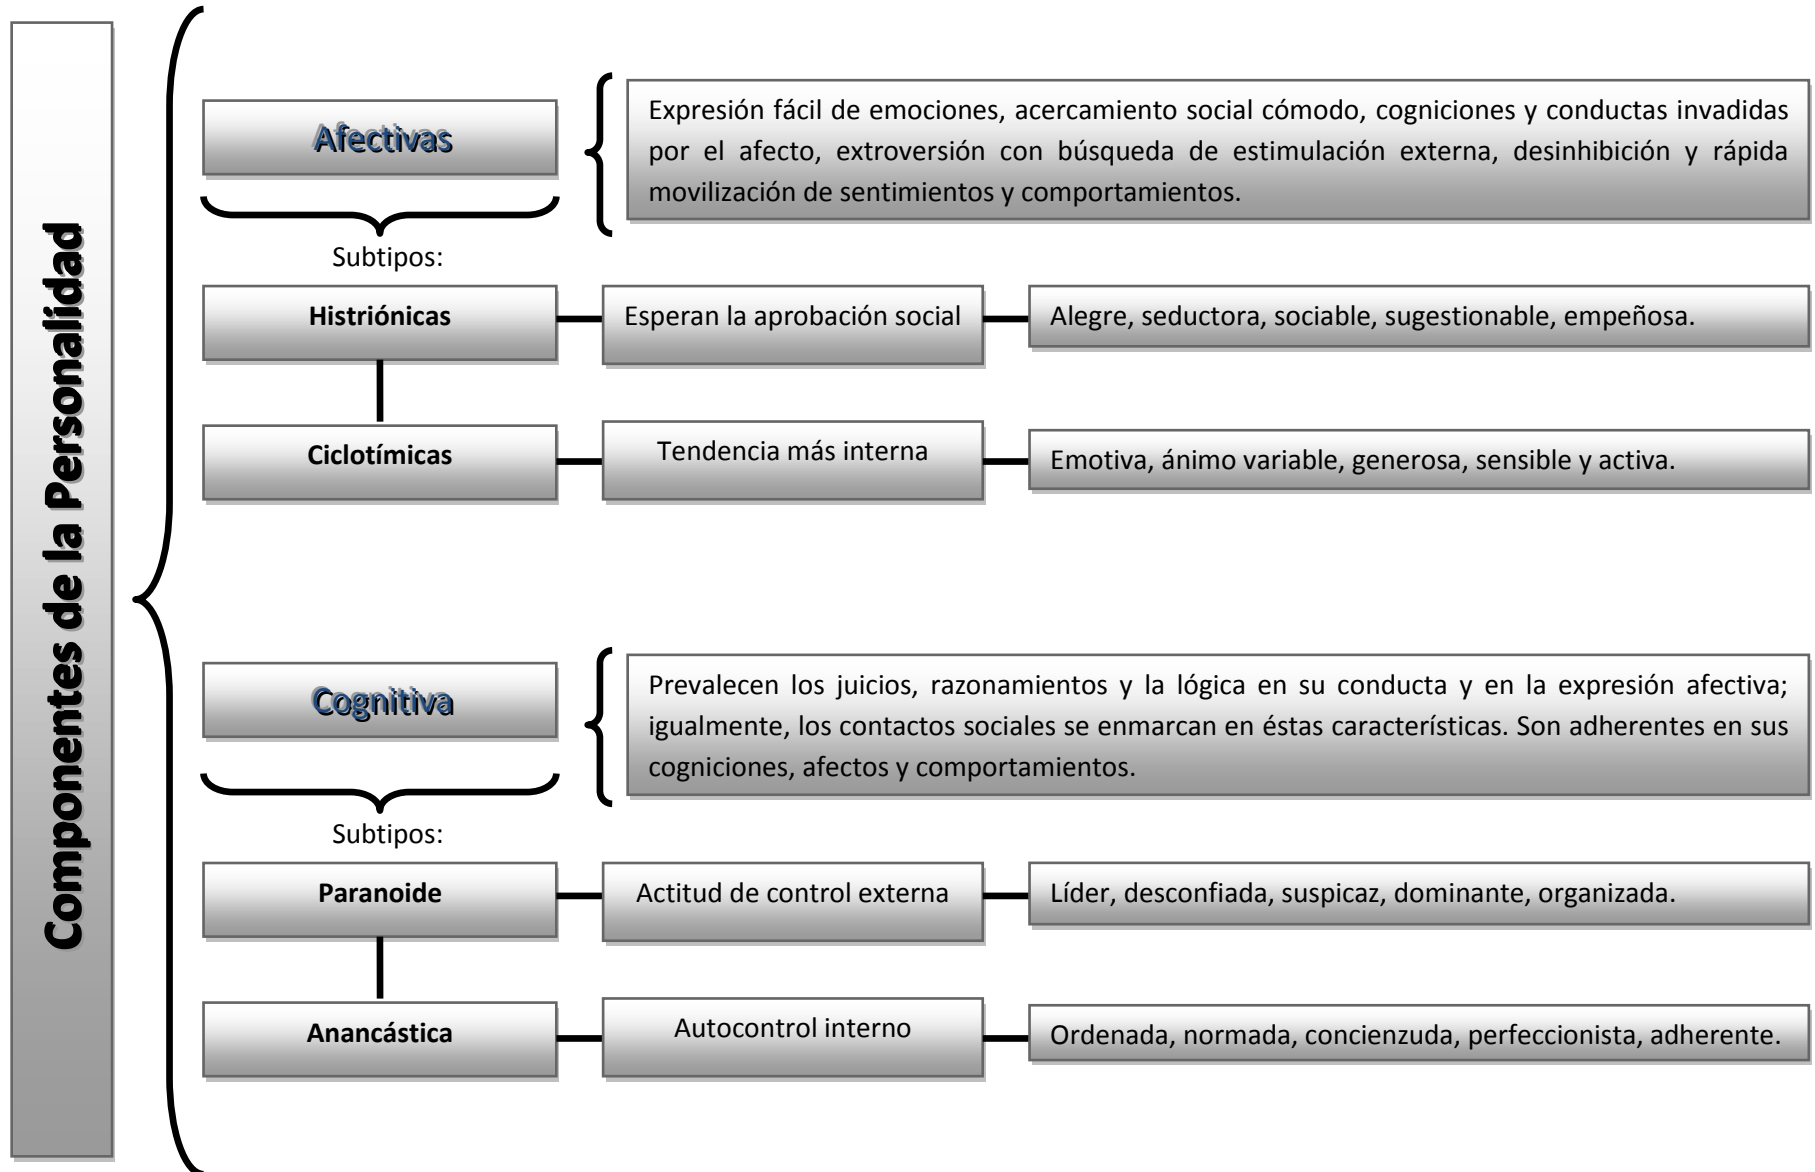 Componentes de la Personalidad
Afectivas
Expresión fácil de emociones, acercamiento social cómodo, cogniciones y conductas invadidas
por el afecto, extroversión con búsqueda de estimulación externa, desinhibición y rápida
movilización de sentimientos y comportamientos.
Subtipos:
Histriónicas
Esperan la aprobación social
Alegre, seductora, sociable, sugestionable, empeñosa.
Ciclotímicas
Tendencia más interna
Emotiva, ánimo variable, generosa, sensible y activa.
Cognitiva
Prevalecen los juicios, razonamientos y la lógica en su conducta y en la expresión afectiva;
igualmente, los contactos sociales se enmarcan en éstas características. Son adherentes en sus
cogniciones, afectos y comportamientos.
Subtipos:
Paranoide
Actitud de control externa
Líder, desconfiada, suspicaz, dominante, organizada.
Anancástica
Autocontrol interno
Ordenada, normada, concienzuda, perfeccionista, adherente.